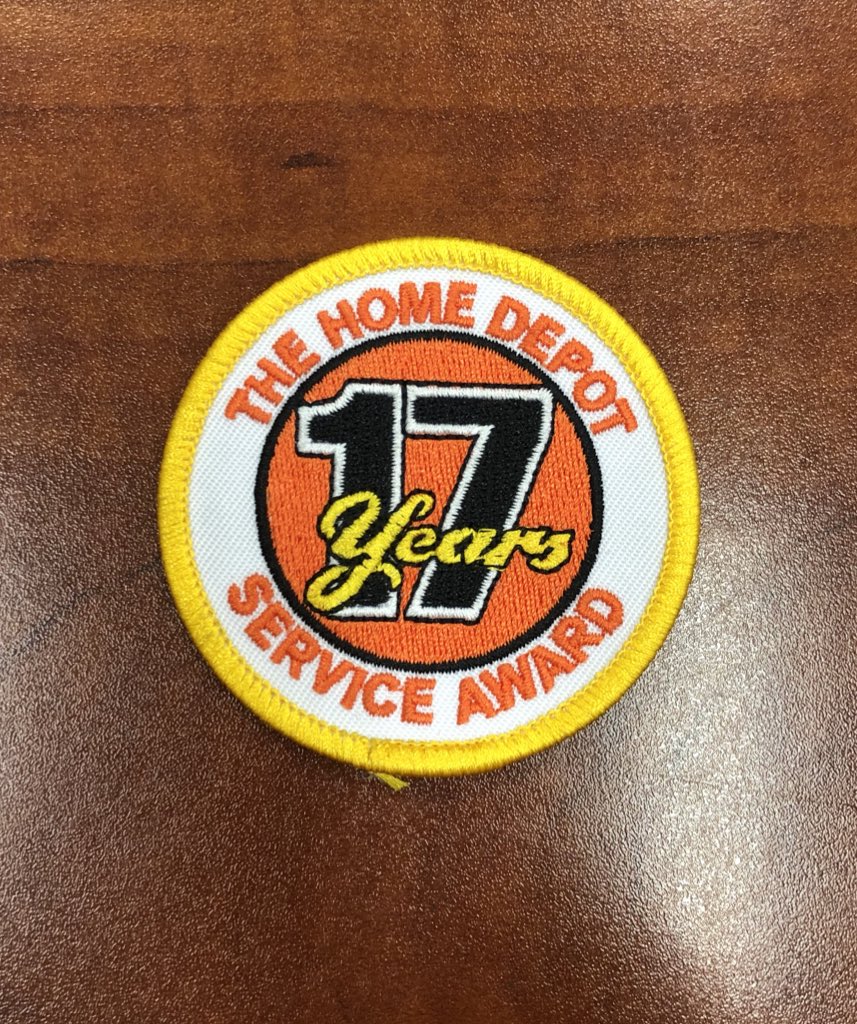 THE HOME DEPOT
17
Years
SERVICE AWARD